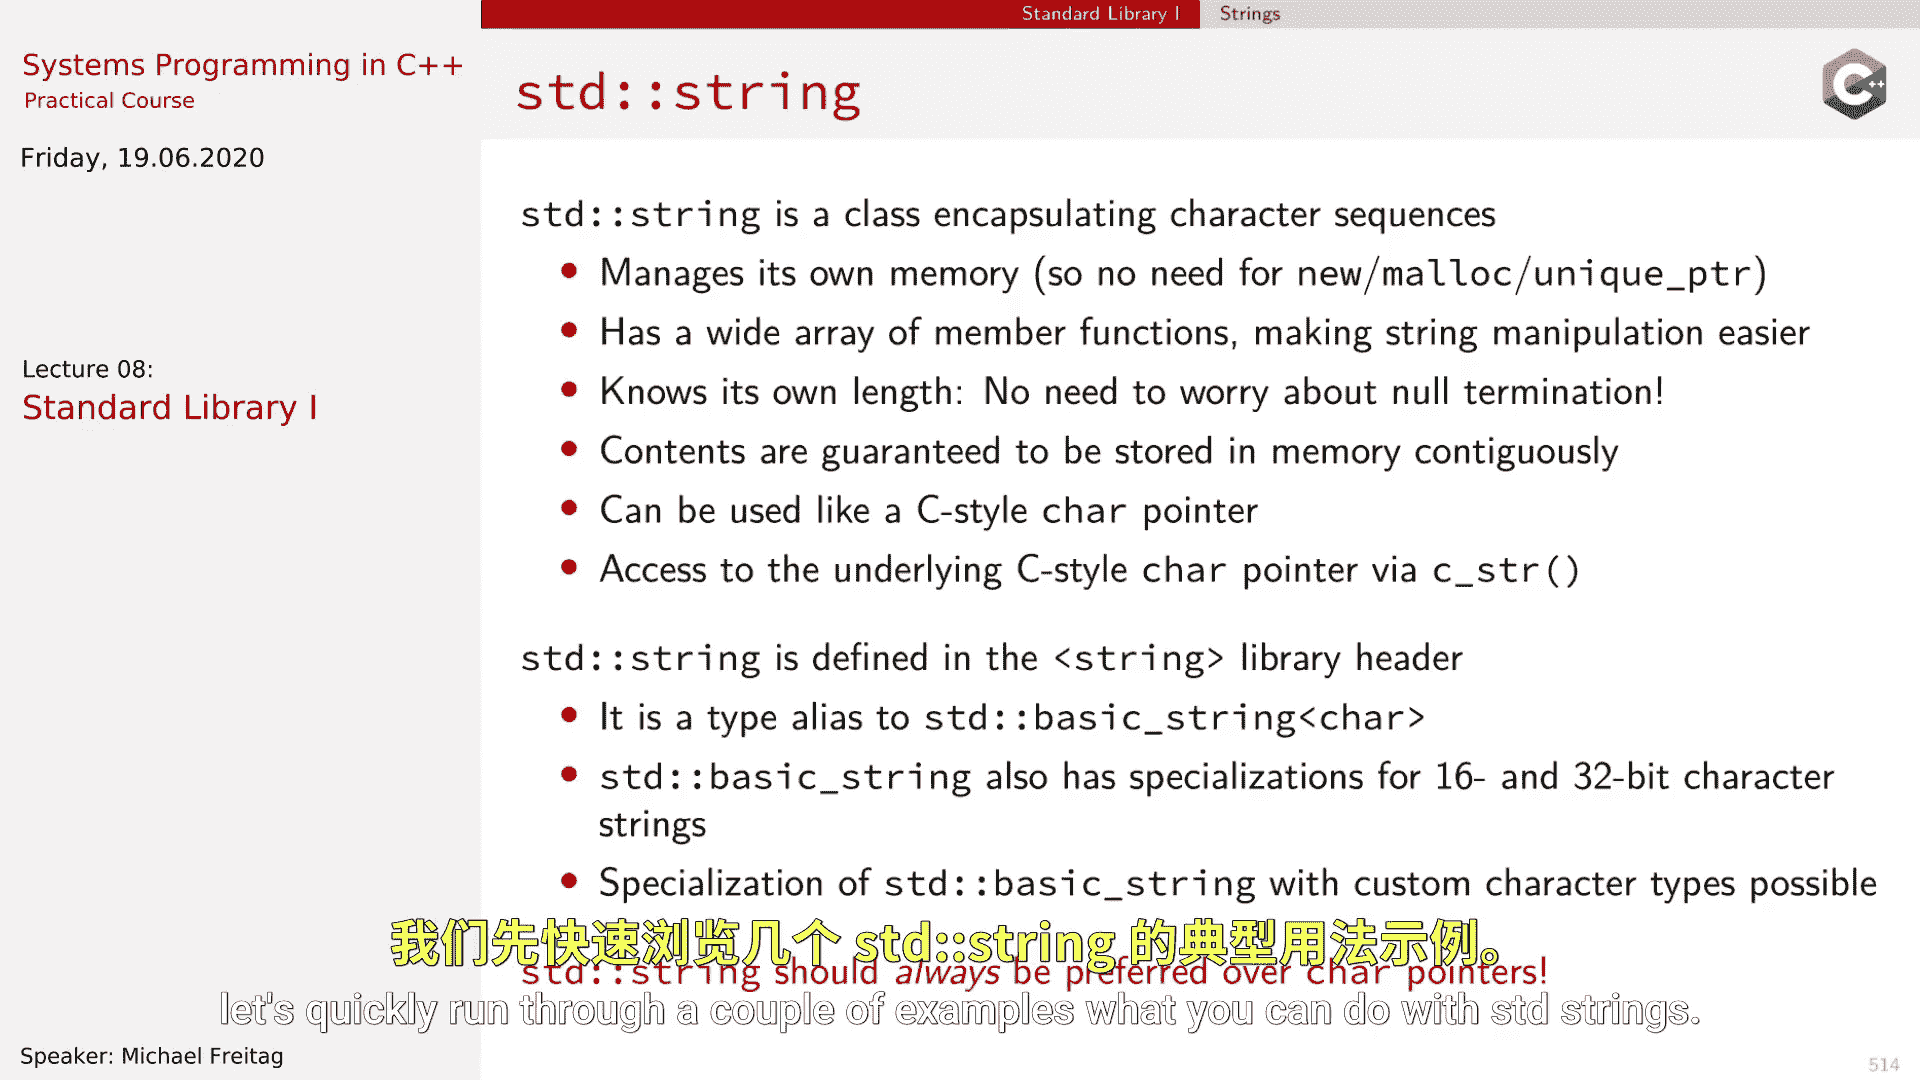 Standard Library I
Strings
Systems Programming in C++
Practical Course
Friday, 19.06.2020
Lecture 08:
Standard Library I
std::string
C++
std::string is a class encapsulating character sequences
• Manages its own memory (so no need for new/malloc/unique_ptr)
• Has a wide array of member functions, making string manipulation easier
• Knows its own length: No need to worry about null termination!
• Contents are guaranteed to be stored in memory contiguously
• Can be used like a C-style char pointer
• Access to the underlying C-style char pointer via c_str()
std::string is defined in the <string> library header
• It is a type alias to std::basic_string<char>
• std::basic_string also has specializations for 16- and 32-bit character
strings
• Specialization of std::basic_string with custom character types possible
我们先快速浏览几个 std::string 的典型用法示例。
std::string should always be preferred over char pointers!
let's quickly run through a couple of examples what you can do with std strings.
Speaker: Michael Freitag
514